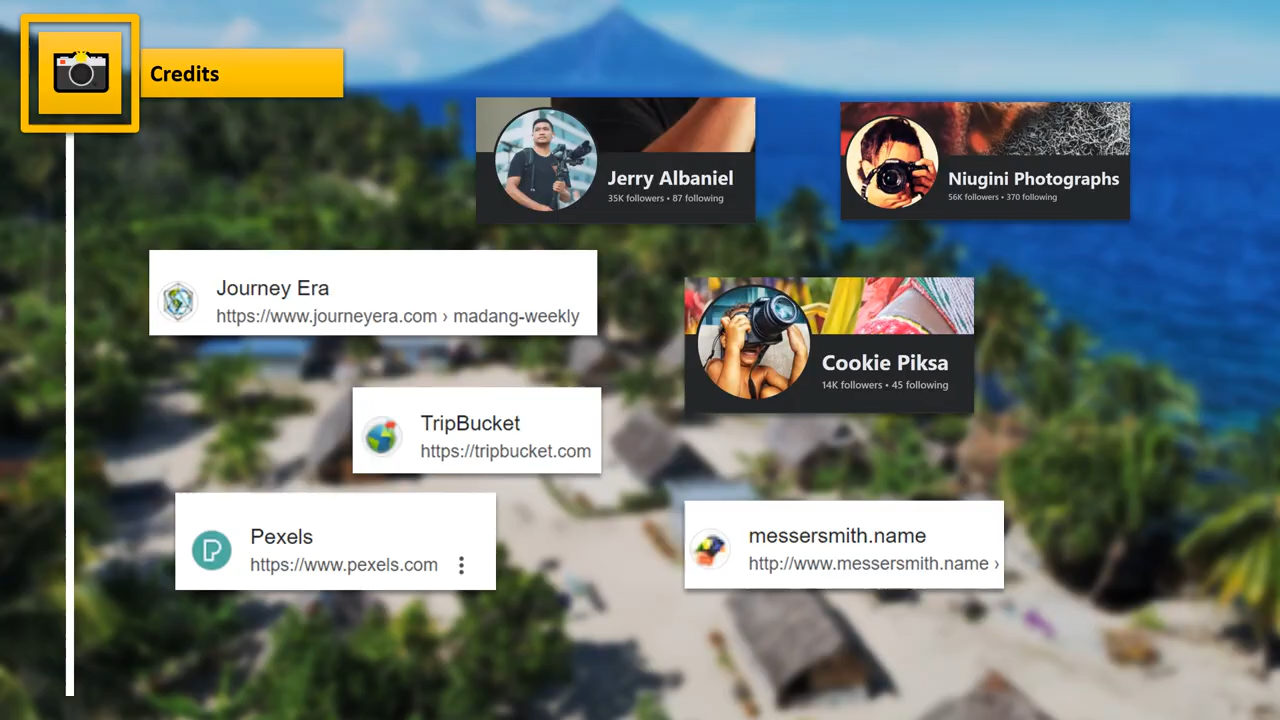 Credits
Jerry Albaniel
35K followers • 87 following
Niugini Photographs
56K followers • 370 following
Journey Era
https://www.journeyera.com › madang-weekly
Cookie Piksa
14K followers • 45 following
TripBucket
https://tripbucket.com
Pexels
https://www.pexels.com
messersmith.name
http://www.messersmith.name ›